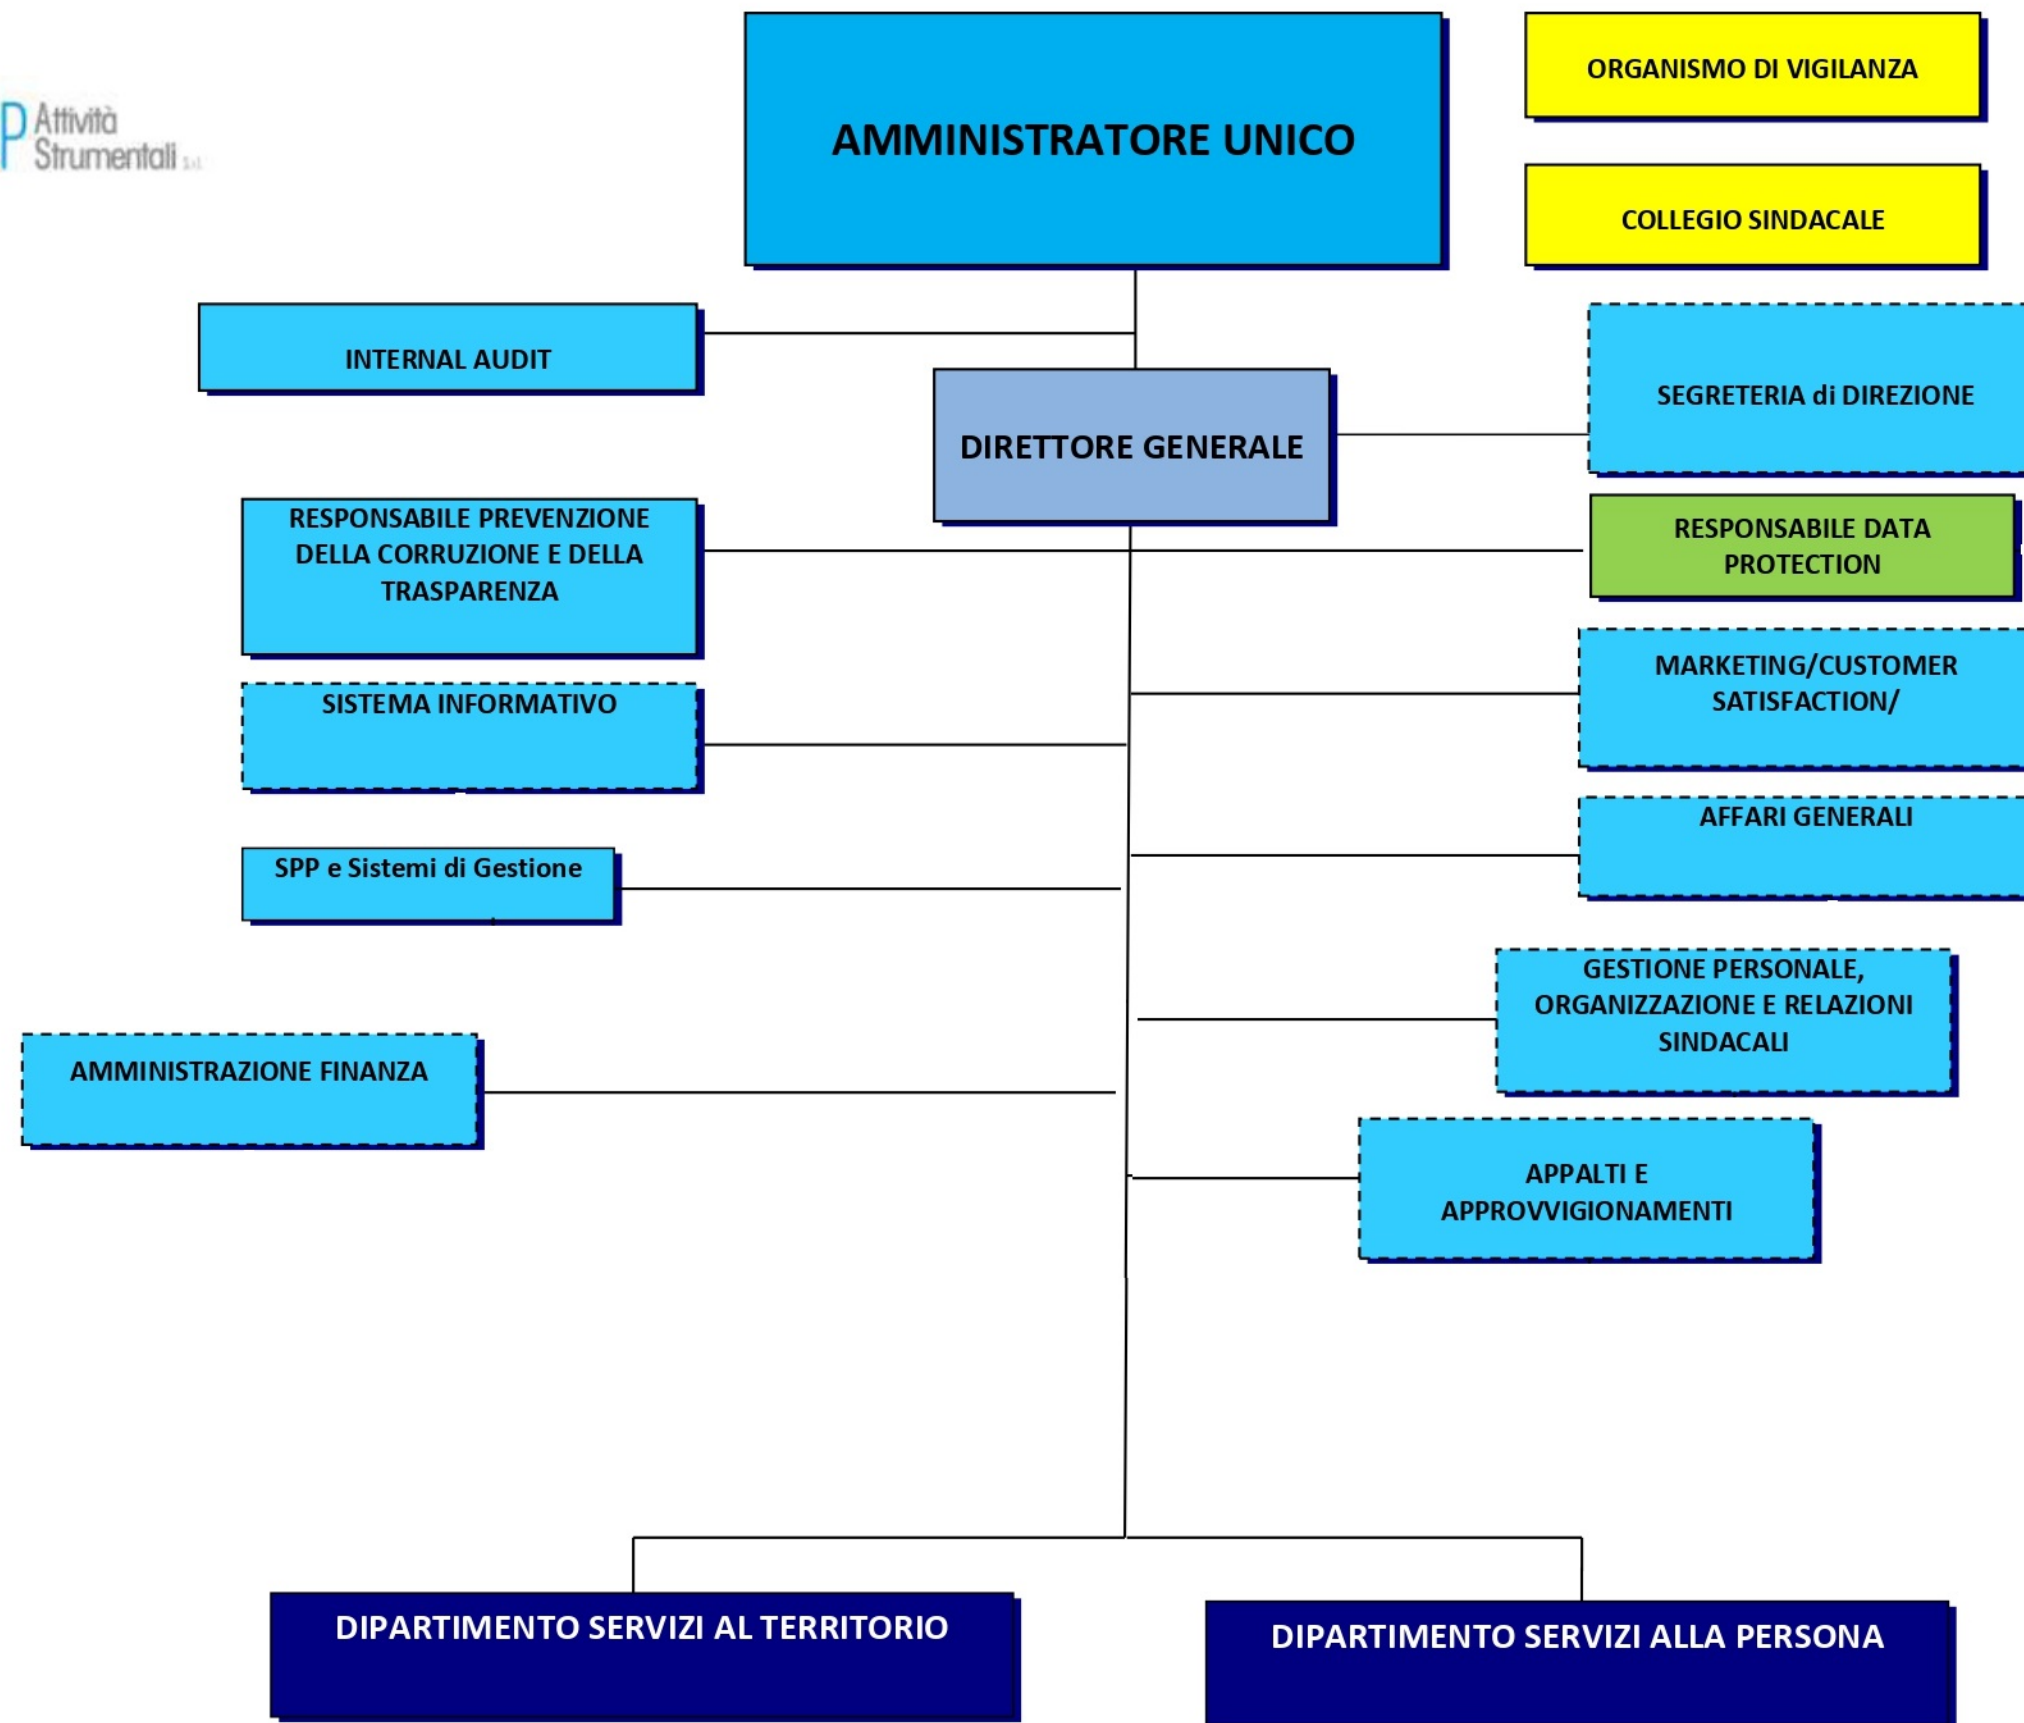 AMMINISTRATORE UNICO
ORGANISMO DI VIGILANZA
P Attività
Strumentali S.r.l.
COLLEGIO SINDACALE
INTERNAL AUDIT
SEGRETERIA di DIREZIONE
DIRETTORE GENERALE
RESPONSABILE PREVENZIONE
DELLA CORRUZIONE E DELLA
TRASPARENZA
RESPONSABILE DATA
PROTECTION
MARKETING/CUSTOMER
SATISFACTION/
SISTEMA INFORMATIVO
AFFARI GENERALI
SPP e Sistemi di Gestione
GESTIONE PERSONALE,
ORGANIZZAZIONE E RELAZIONI
SINDACALI
AMMINISTRAZIONE FINANZA
APPALTI E
APPROVVIGIONAMENTI
DIPARTIMENTO SERVIZI AL TERRITORIO
DIPARTIMENTO SERVIZI ALLA PERSONA